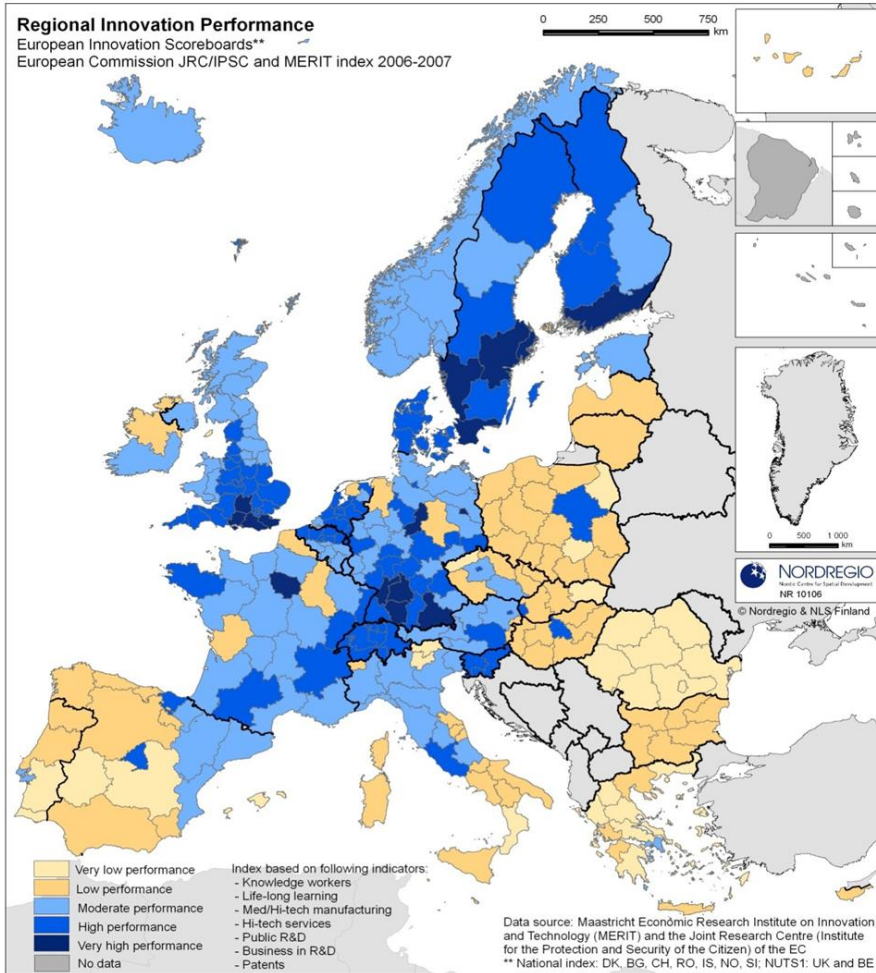 Regional Innovation Performance
European Innovation Scoreboards**
European Commission JRC/IPSC and MERIT index 2006-2007
0 250 500 750
km
0 500 1 000
km
NORDREGIO
Nordic Centre for Spatial Development
NR 10106
© Nordregio & NLS Finland
Very low performance
Low performance
Moderate performance
High performance
Very high performance
No data
Index based on following indicators:
- Knowledge workers
- Life-long learning
- Med/Hi-tech manufacturing
- Hi-tech services
- Public R&D
- Business in R&D
- Patents
Data source: Maastricht Economic Research Institute on Innovation
and Technology (MERIT) and the Joint Research Centre (Institute
for the Protection and Security of the Citizen) of the EC
** National index: DK, BG, CH, RO, IS, NO, SI; NUTS1: UK and BE